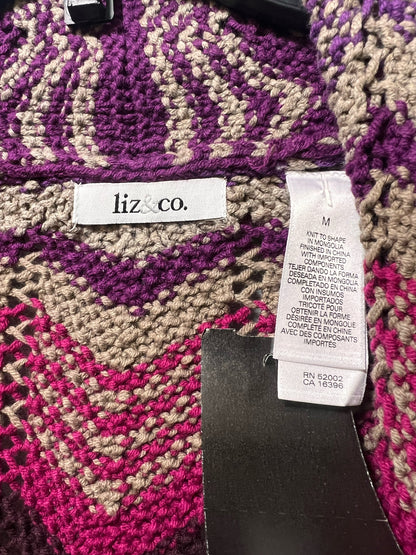 liz&co.
M
KNIT TO SHAPE
IN MONGOLIA
FINISHED IN CHINA
WITH IMPORTED
COMPONENTS
TEJER DANDO LA FORMA
DESEADA EN MONGOLIA
COMPLETADO EN CHINA
CON INSUMOS
IMPORTADOS
TRICOTÉ POUR
OBTENIR LA FORME
DÉSIRÉE EN MONGOLIE
COMPLETÉ EN CHINE
AVEC DES COMPOSANTS
IMPORTÉES
RN 52002
CA 16396